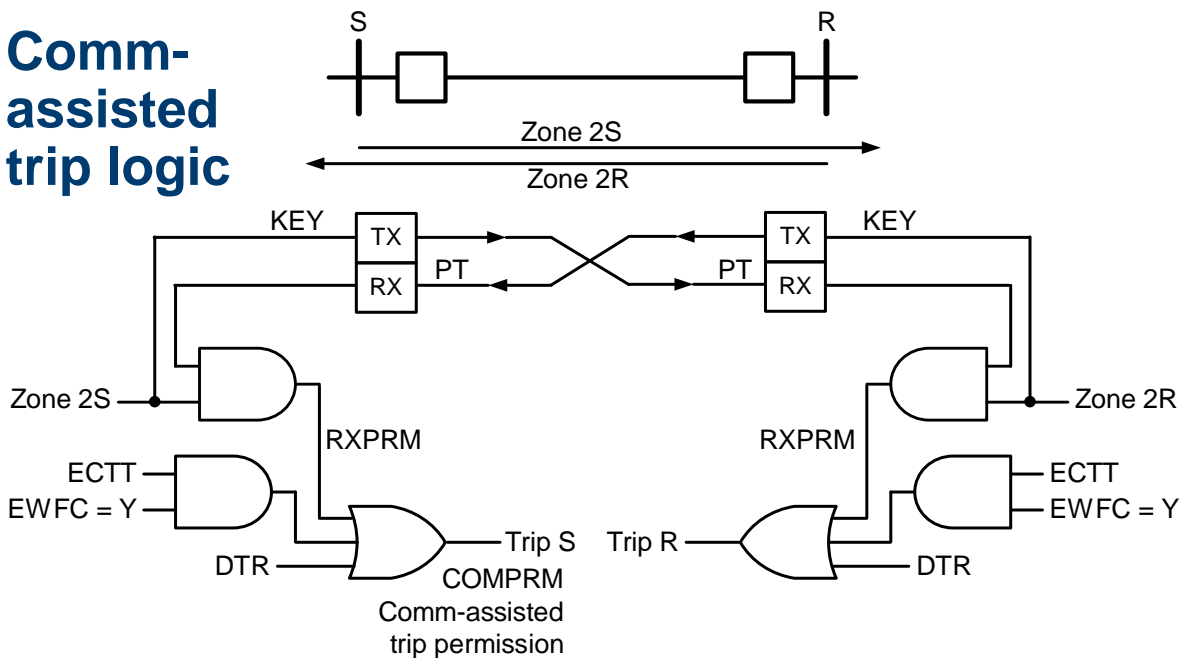 Comm-
assisted
trip logic
S
R
Zone 2S
Zone 2R
KEY
TX
TX
KEY
PT
PT
RX
RX
Zone 2S
Zone 2R
RXPRM
RXPRM
ECTT
ECTT
EWFC = Y
EWFC = Y
Trip S
Trip R
DTR
DTR
COMPRM
Comm-assisted
trip permission